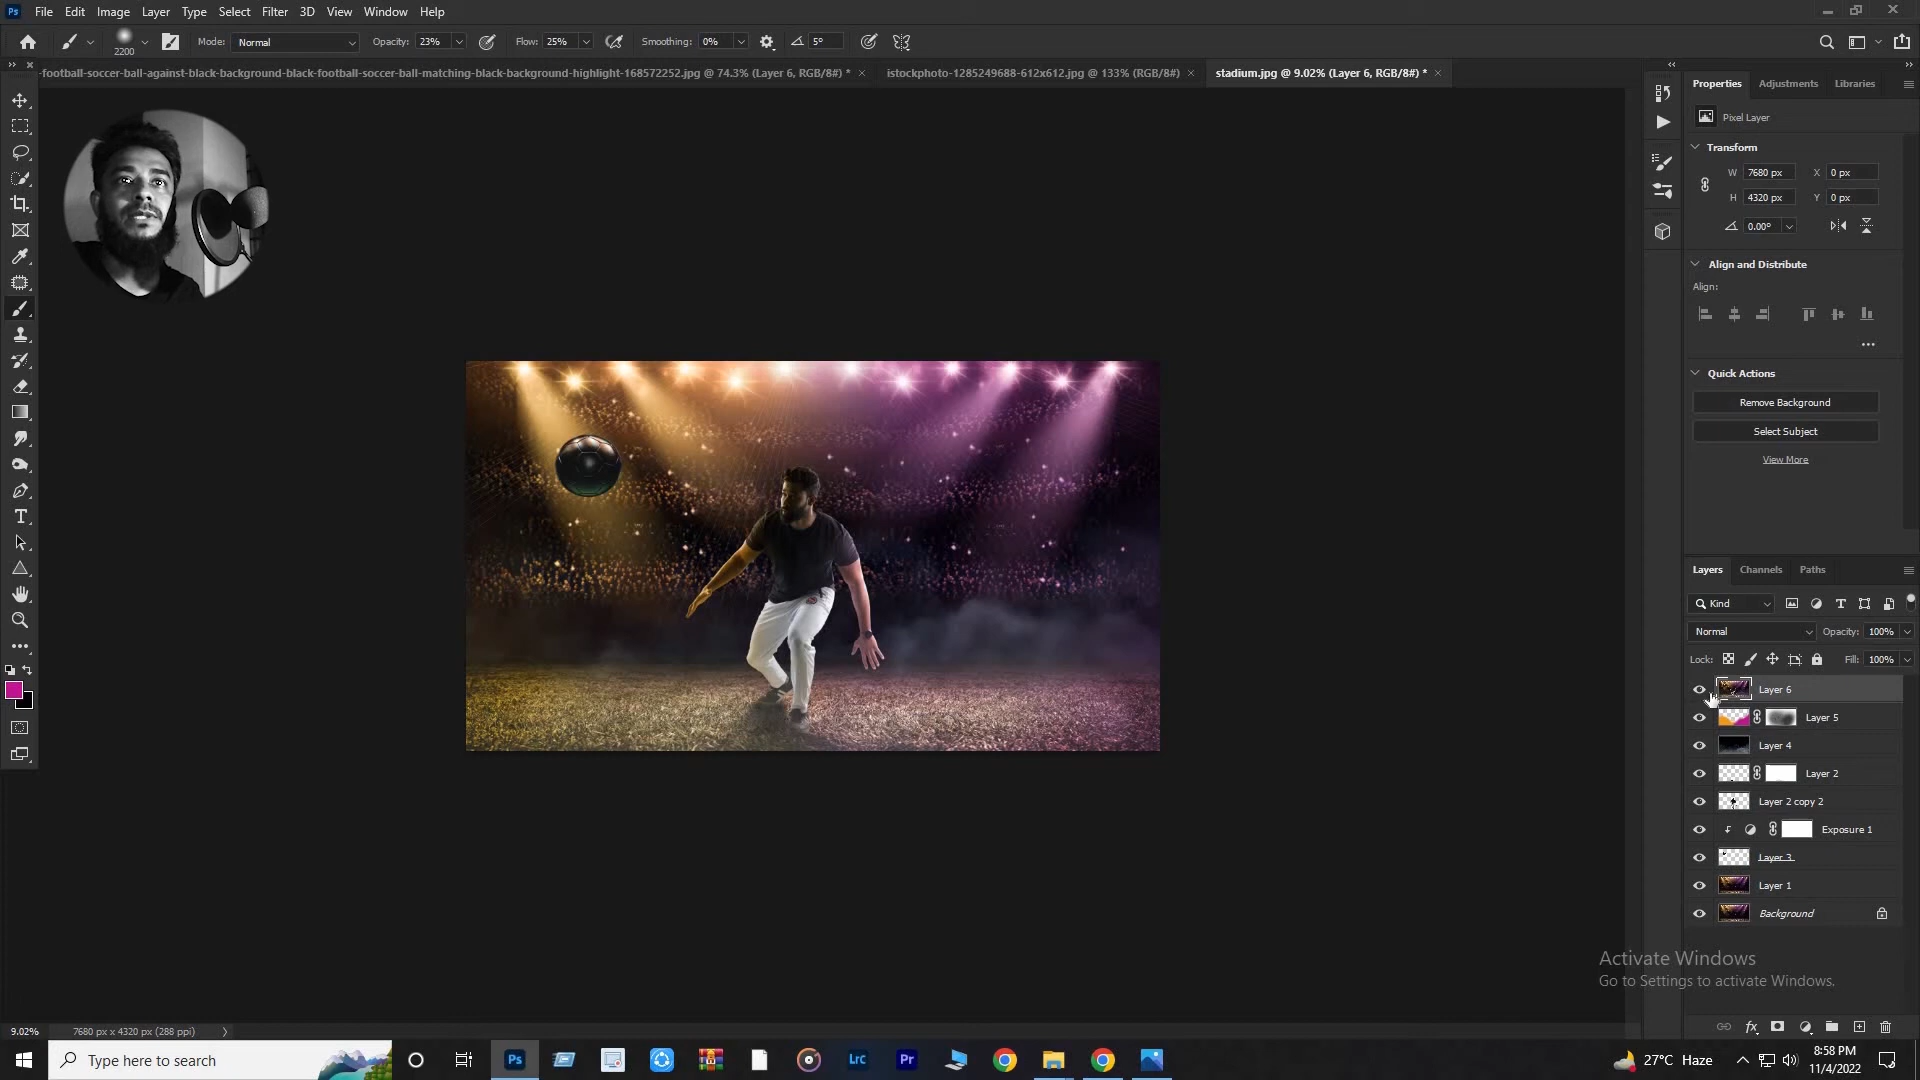 Ps File Edit Image Layer Type Select Filter 3D View Window Help
2200 Mode: Normal Opacity: 23% Flow: 25% Smoothing: 0% 5°
-football-soccer-ball-against-black-background-black-football-soccer-ball-matching-black-background-highlight-168572252.jpg @ 74.3% (Layer 6, RGB/8#) * istockphoto-1285249688-612x612.jpg @ 133% (RGB/8#) stadium.jpg @ 9.02% (Layer 6, RGB/8#) *
Properties Adjustments Libraries
Pixel Layer
Transform
W 7680 px X 0 px
H 4320 px Y 0 px
0.00°
Align and Distribute
Align:
Quick Actions
Remove Background
Select Subject
View More
Layers Channels Paths
Kind
Normal Opacity: 100%
Lock: Fill: 100%
Layer 6
Layer 5
Layer 4
Layer 2
Layer 2 copy 2
Exposure 1
Layer 3
Layer 1
Background
Activate Windows
Go to Settings to activate Windows.
9.02% 7680 px x 4320 px (288 ppi)
Type here to search
Ps Lrc Pr
27°C Haze
8:58 PM
11/4/2022